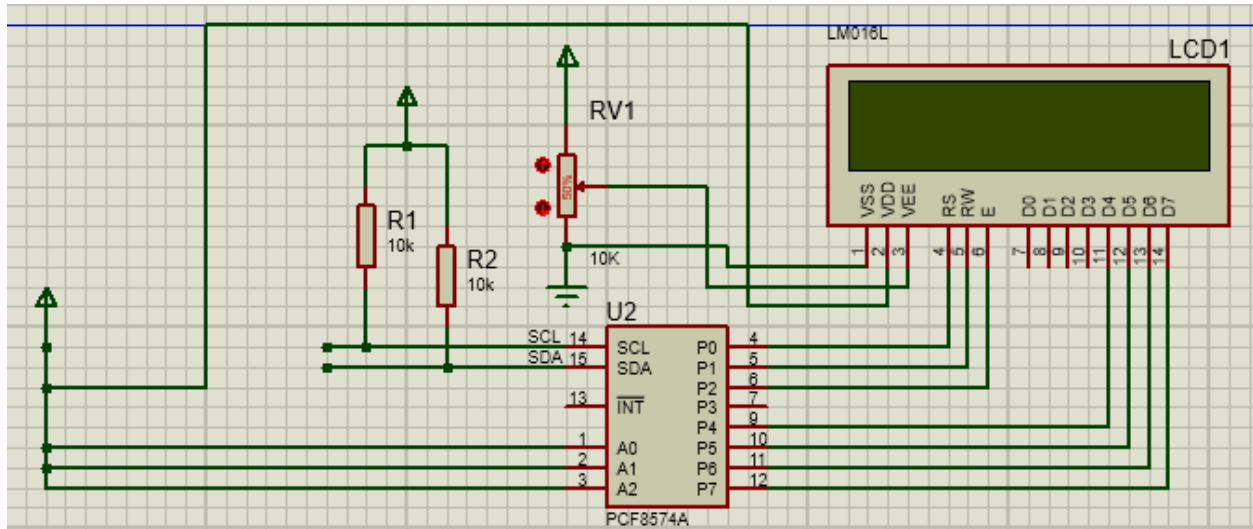 LM016L
LCD1
RV1
50%
10K
R1
10k
R2
10k
VSS
VDD
VEE
RS
RW
E
D0
D1
D2
D3
D4
D5
D6
D7
1
2
3
4
5
6
7
8
9
10
11
12
13
14
U2
SCL 14 SCL P0 4
SDA 15 SDA P1 5
P2 6
13 INT P3 7
P4 9
1 A0 P5 10
2 A1 P6 11
3 A2 P7 12
PCF8574A